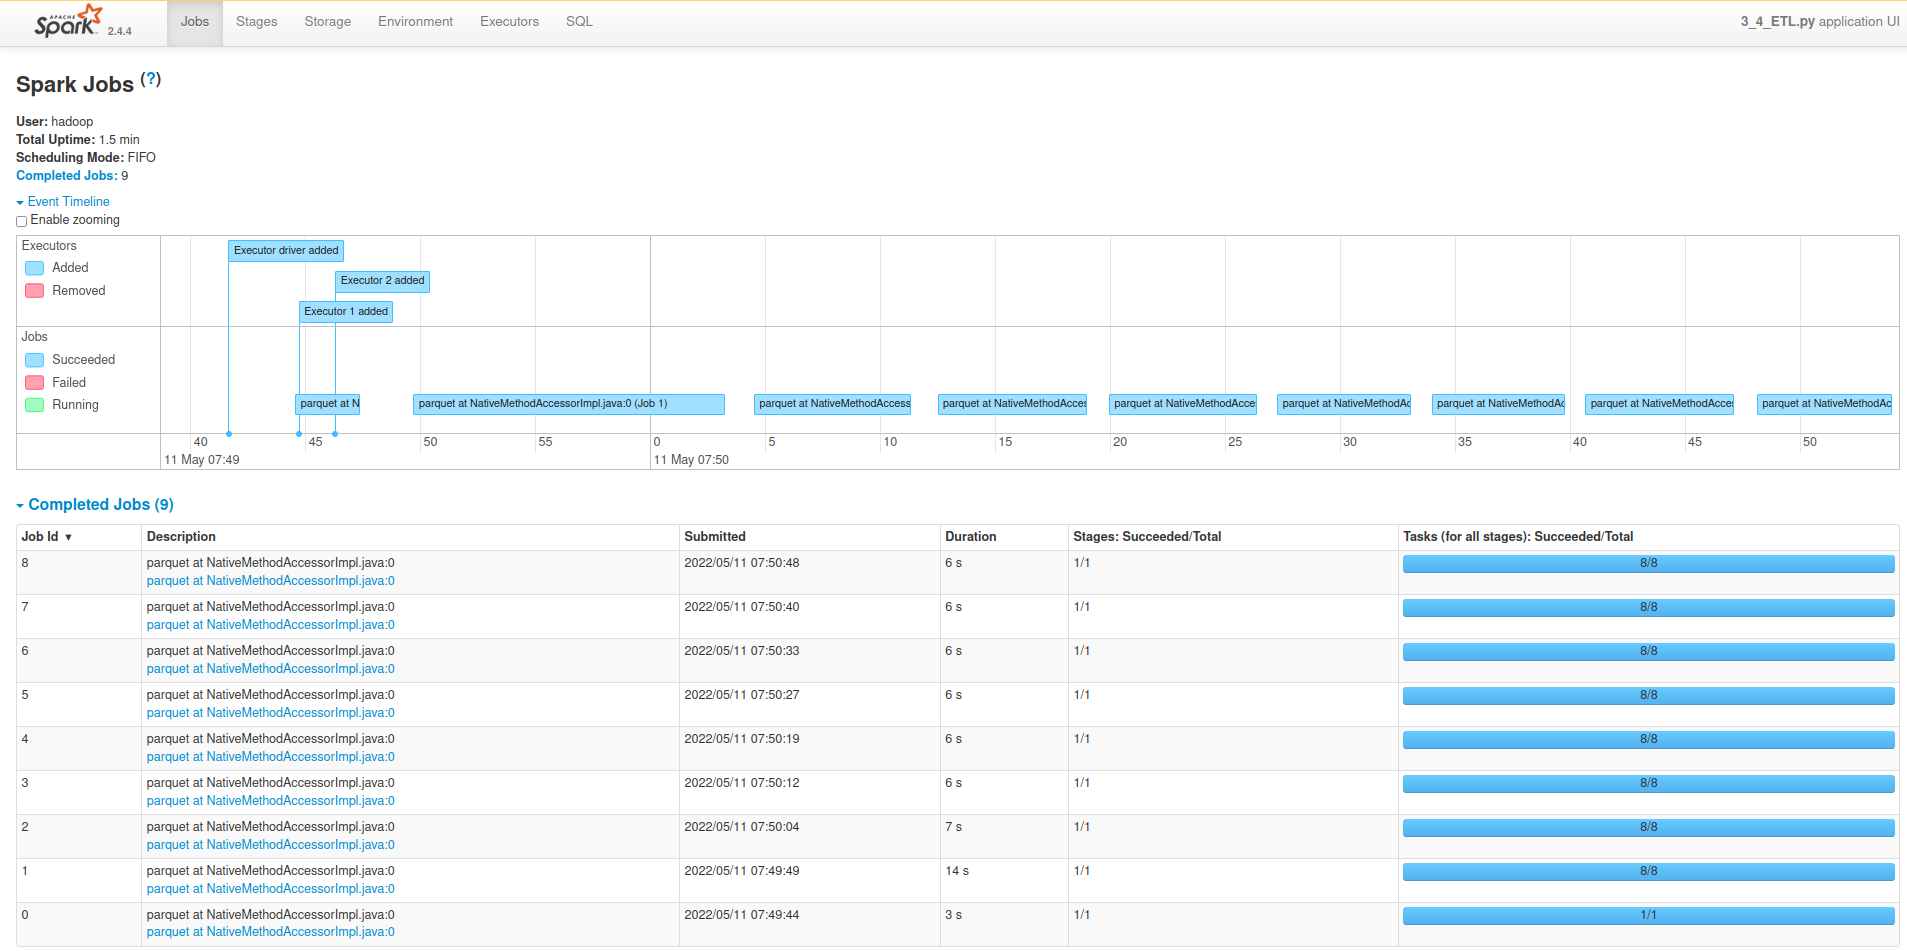 APACHE
Spark 2.4.4
Jobs Stages Storage Environment Executors SQL 3_4_ETL.py application UI
Spark Jobs (?)
User: hadoop
Total Uptime: 1.5 min
Scheduling Mode: FIFO
Completed Jobs: 9
Event Timeline
Enable zooming
Executors
Added
Removed
Executor driver added
Executor 2 added
Executor 1 added
Jobs
Succeeded
Failed
Running
parquet at N parquet at NativeMethodAccessorImpl.java:0 (Job 1) parquet at NativeMethodAccess parquet at NativeMethodAcces parquet at NativeMethodAcce parquet at NativeMethodAc parquet at NativeMethodAc parquet at NativeMethodAcces parquet at NativeMethodAc
40 45 50 55 0 5 10 15 20 25 30 35 40 45 50
11 May 07:49 11 May 07:50
Completed Jobs (9)
Job Id ▾ Description Submitted Duration Stages: Succeeded/Total Tasks (for all stages): Succeeded/Total
8 parquet at NativeMethodAccessorImpl.java:0 2022/05/11 07:50:48 6 s 1/1 8/8
parquet at NativeMethodAccessorImpl.java:0
7 parquet at NativeMethodAccessorImpl.java:0 2022/05/11 07:50:40 6 s 1/1 8/8
parquet at NativeMethodAccessorImpl.java:0
6 parquet at NativeMethodAccessorImpl.java:0 2022/05/11 07:50:33 6 s 1/1 8/8
parquet at NativeMethodAccessorImpl.java:0
5 parquet at NativeMethodAccessorImpl.java:0 2022/05/11 07:50:27 6 s 1/1 8/8
parquet at NativeMethodAccessorImpl.java:0
4 parquet at NativeMethodAccessorImpl.java:0 2022/05/11 07:50:19 6 s 1/1 8/8
parquet at NativeMethodAccessorImpl.java:0
3 parquet at NativeMethodAccessorImpl.java:0 2022/05/11 07:50:12 6 s 1/1 8/8
parquet at NativeMethodAccessorImpl.java:0
2 parquet at NativeMethodAccessorImpl.java:0 2022/05/11 07:50:04 7 s 1/1 8/8
parquet at NativeMethodAccessorImpl.java:0
1 parquet at NativeMethodAccessorImpl.java:0 2022/05/11 07:49:49 14 s 1/1 8/8
parquet at NativeMethodAccessorImpl.java:0
0 parquet at NativeMethodAccessorImpl.java:0 2022/05/11 07:49:44 3 s 1/1 1/1
parquet at NativeMethodAccessorImpl.java:0